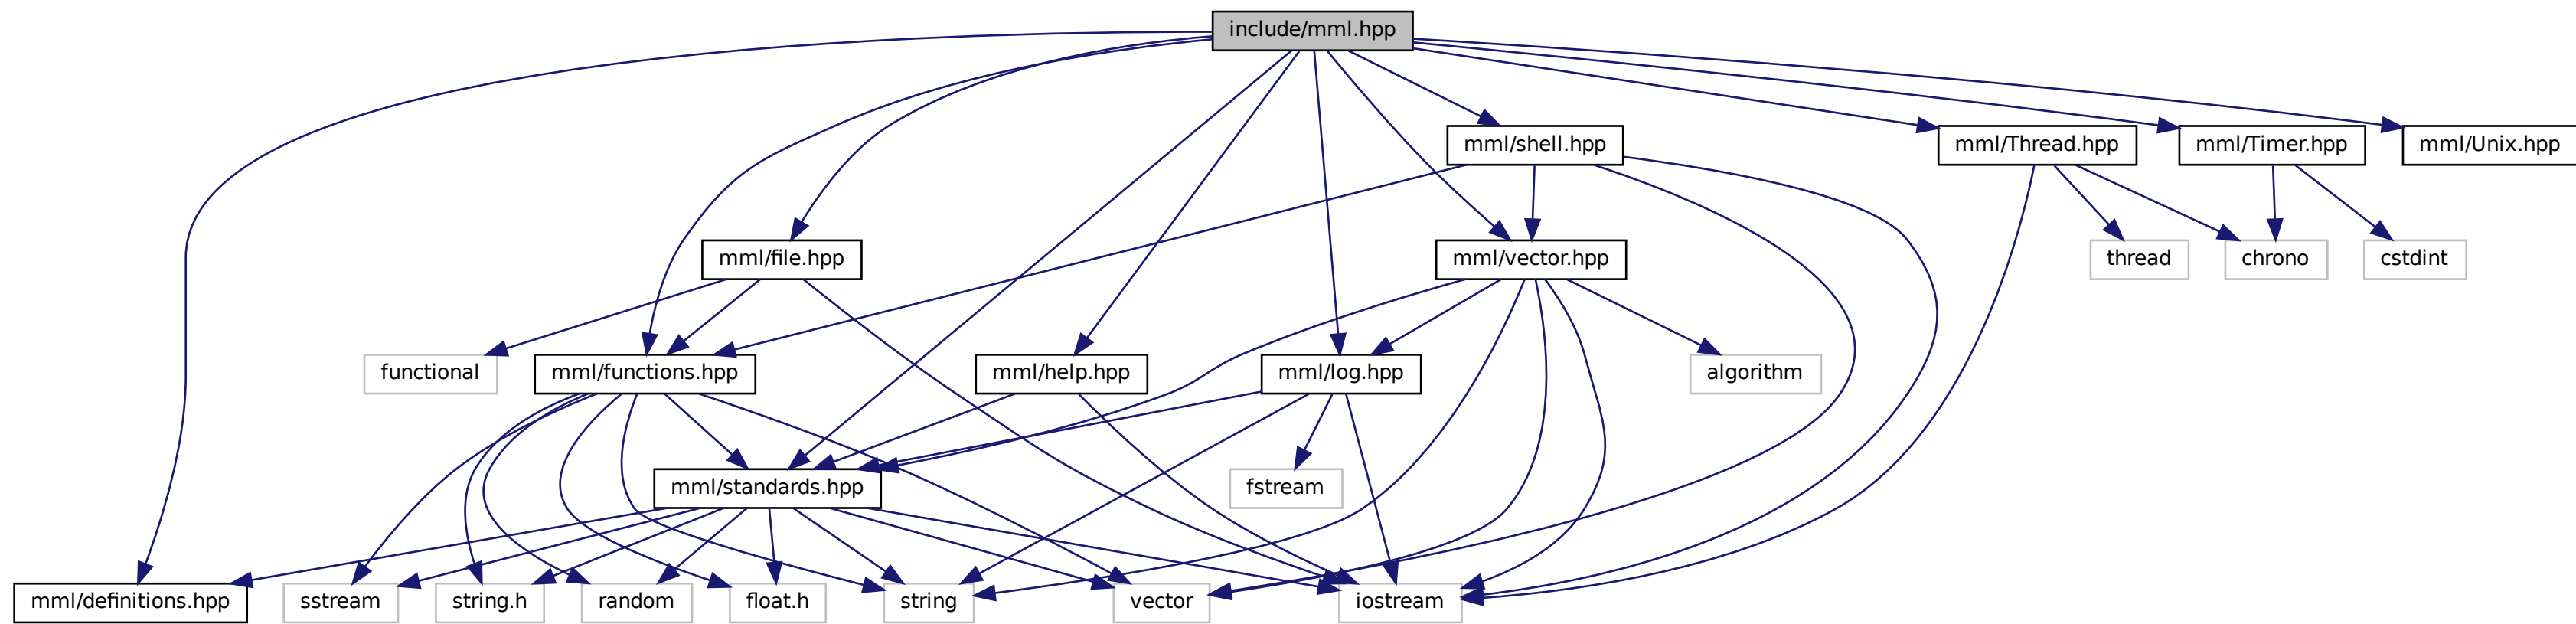 include/mml.hpp
mml/shell.hpp
mml/Thread.hpp
mml/Timer.hpp
mml/Unix.hpp
mml/file.hpp
mml/vector.hpp
thread
chrono
cstdint
functional
mml/functions.hpp
mml/help.hpp
mml/log.hpp
algorithm
mml/standards.hpp
fstream
mml/definitions.hpp
sstream
string.h
random
float.h
string
vector
iostream